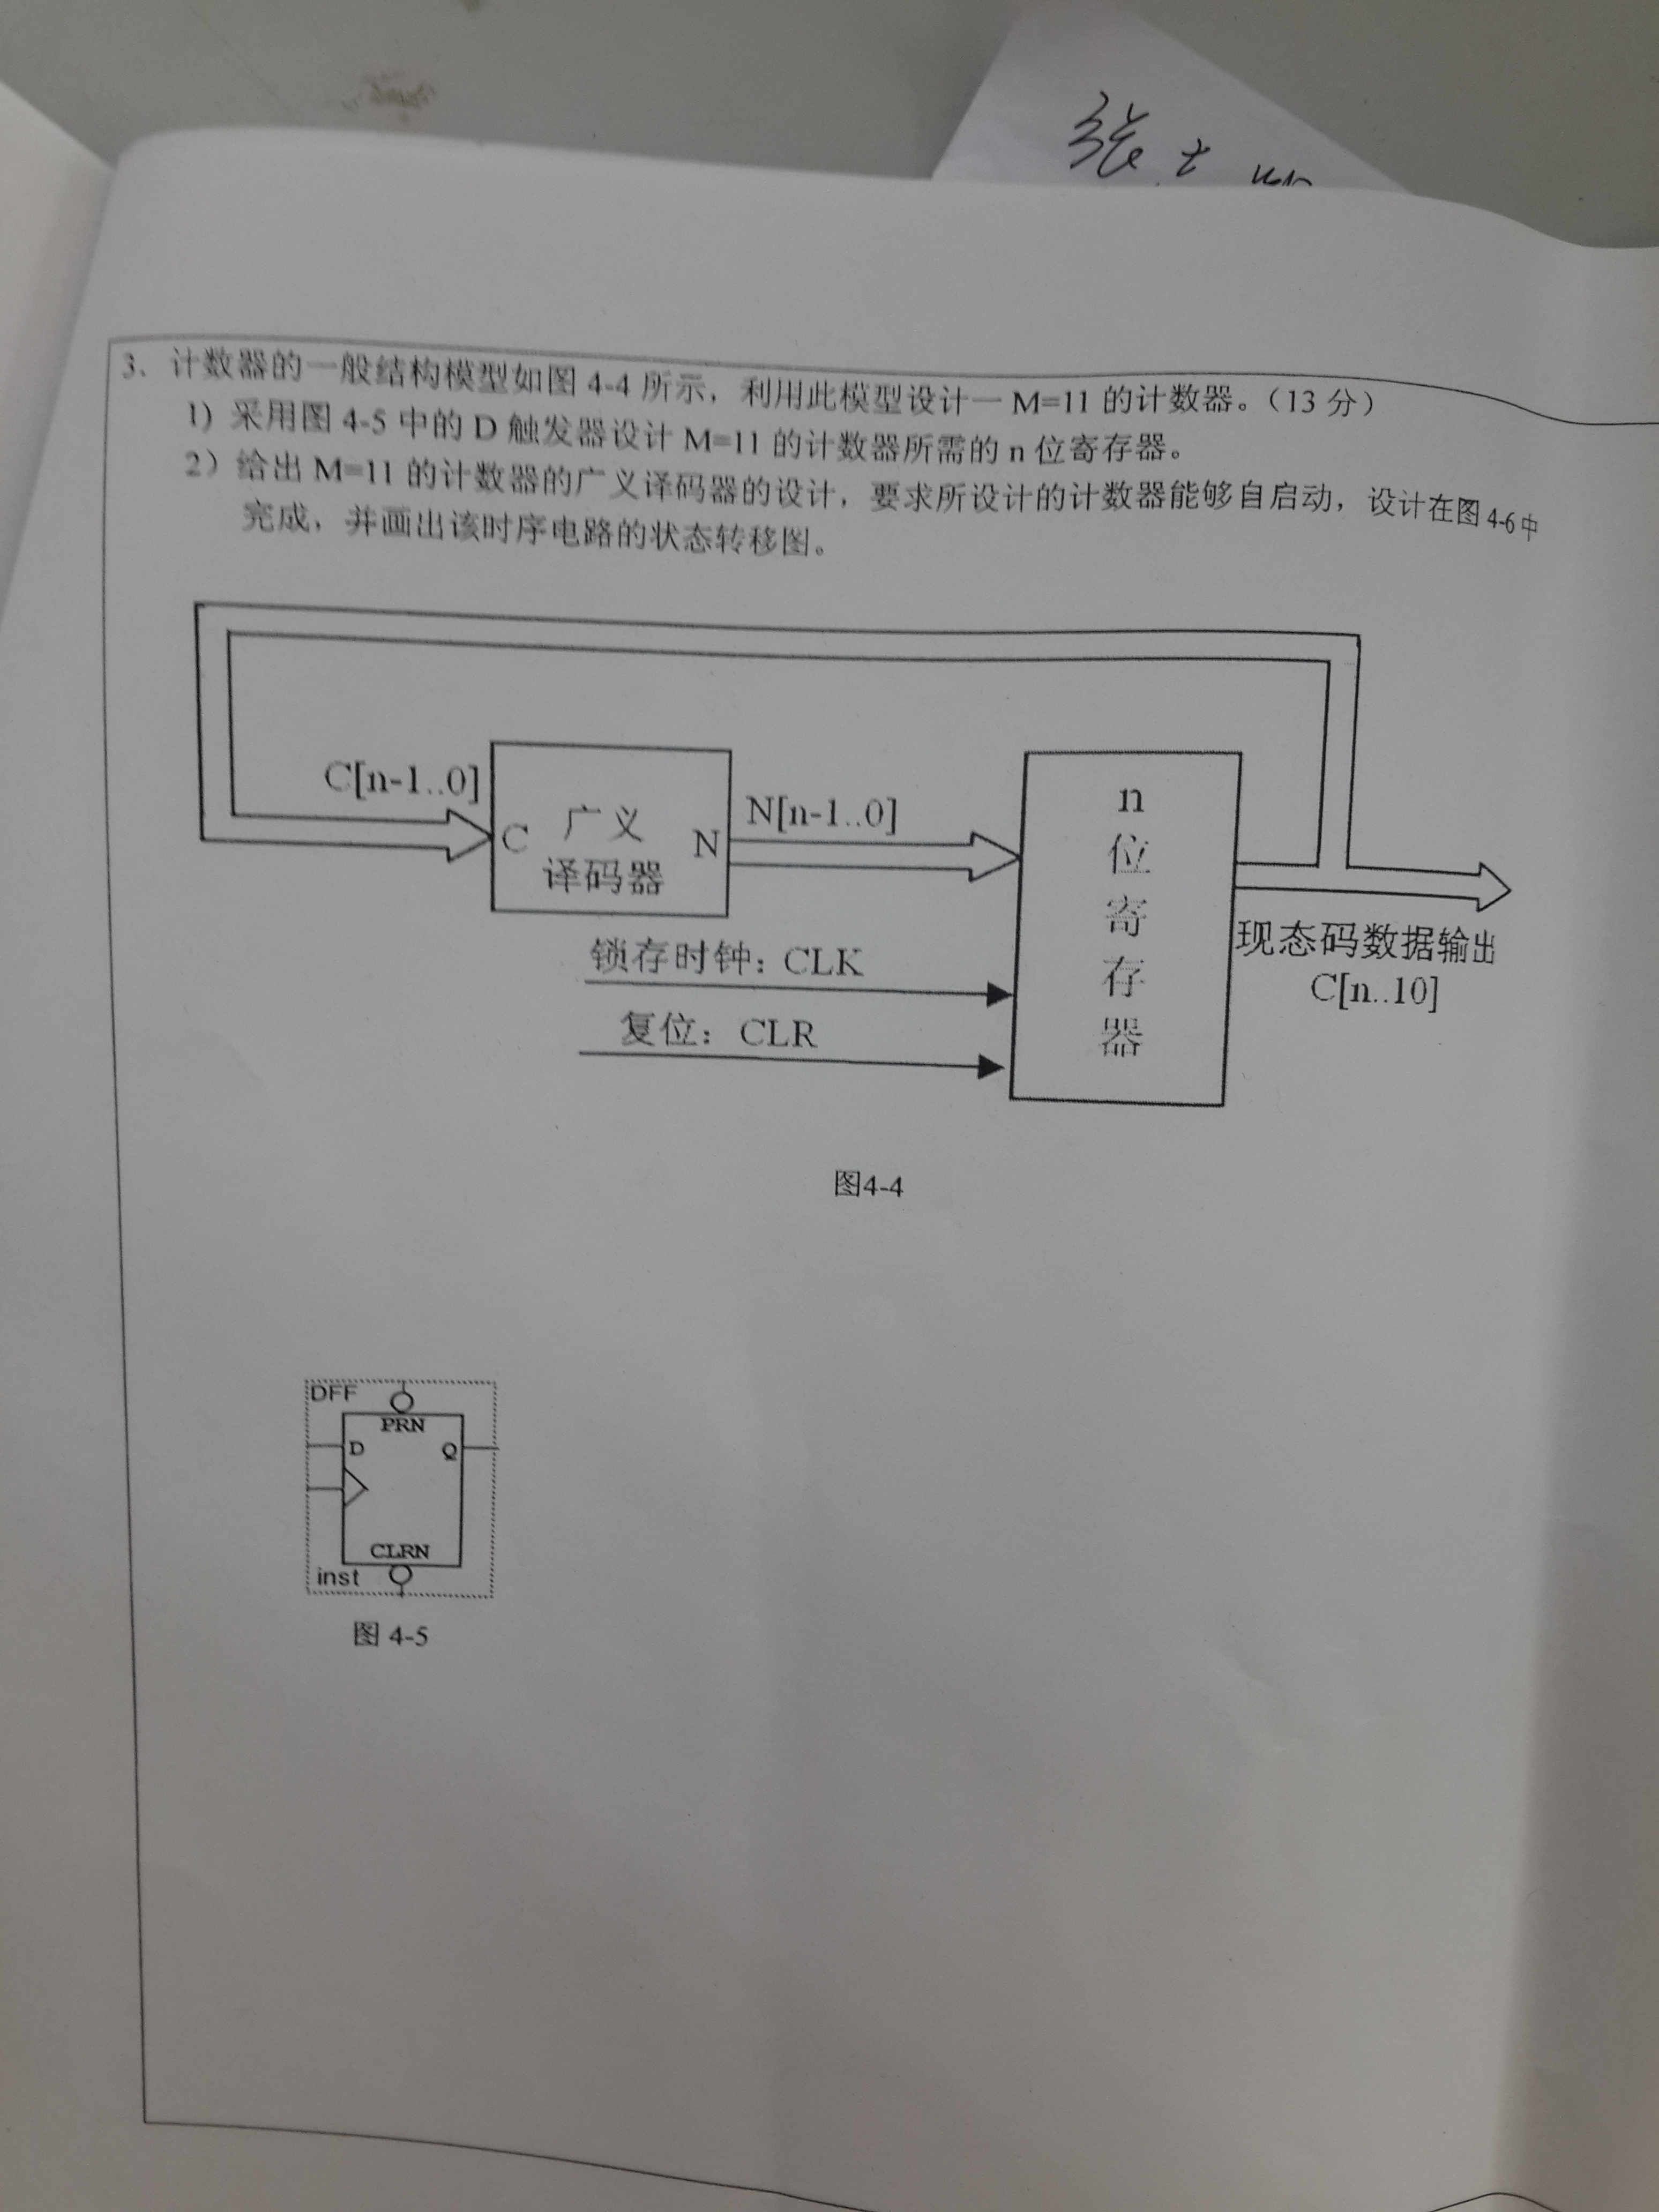 张
3、计数器的一般结构模型如图 4-4 所示，利用此模型设计一 M=11 的计数器。（13 分）
1) 采用图 4-5 中的 D 触发器设计 M=11 的计数器所需的 n 位寄存器。
2）给出 M=11 的计数器的广义译码器的设计，要求所设计的计数器能够自启动，设计在图 4-6 中
完成，并画出该时序电路的状态转移图。
C[n-1..0]
C 广义
译码器
N
N[n-1..0]
n
位
寄
存
器
锁存时钟：CLK
复位：CLR
现态码数据输出
C[n..10]
图4-4
DFF
PRN
D
Q
CLRN
inst
图 4-5